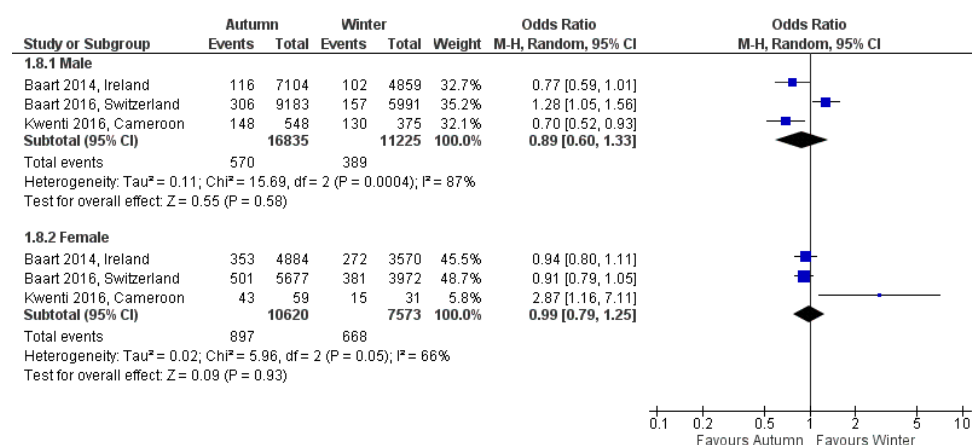 Autumn Winter Odds Ratio Odds Ratio
Study or Subgroup Events Total Events Total Weight M-H, Random, 95% CI M-H, Random, 95% CI
1.8.1 Male
Baart 2014, Ireland 116 7104 102 4859 32.7% 0.77 [0.59, 1.01]
Baart 2016, Switzerland 306 9183 157 5991 35.2% 1.28 [1.05, 1.56]
Kwenti 2016, Cameroon 148 548 130 375 32.1% 0.70 [0.52, 0.93]
Subtotal (95% CI) 16835 11225 100.0% 0.89 [0.60, 1.33]
Total events 570 389
Heterogeneity: Tau² = 0.11; Chi² = 15.69, df = 2 (P = 0.0004); I² = 87%
Test for overall effect: Z = 0.55 (P = 0.58)
1.8.2 Female
Baart 2014, Ireland 353 4884 272 3570 45.5% 0.94 [0.80, 1.11]
Baart 2016, Switzerland 501 5677 381 3972 48.7% 0.91 [0.79, 1.05]
Kwenti 2016, Cameroon 43 59 15 31 5.8% 2.87 [1.16, 7.11]
Subtotal (95% CI) 10620 7573 100.0% 0.99 [0.79, 1.25]
Total events 897 668
Heterogeneity: Tau² = 0.02; Chi² = 5.96, df = 2 (P = 0.05); I² = 66%
Test for overall effect: Z = 0.09 (P = 0.93)
0.1 0.2 0.5 1 2 5 10
Favours Autumn Favours Winter